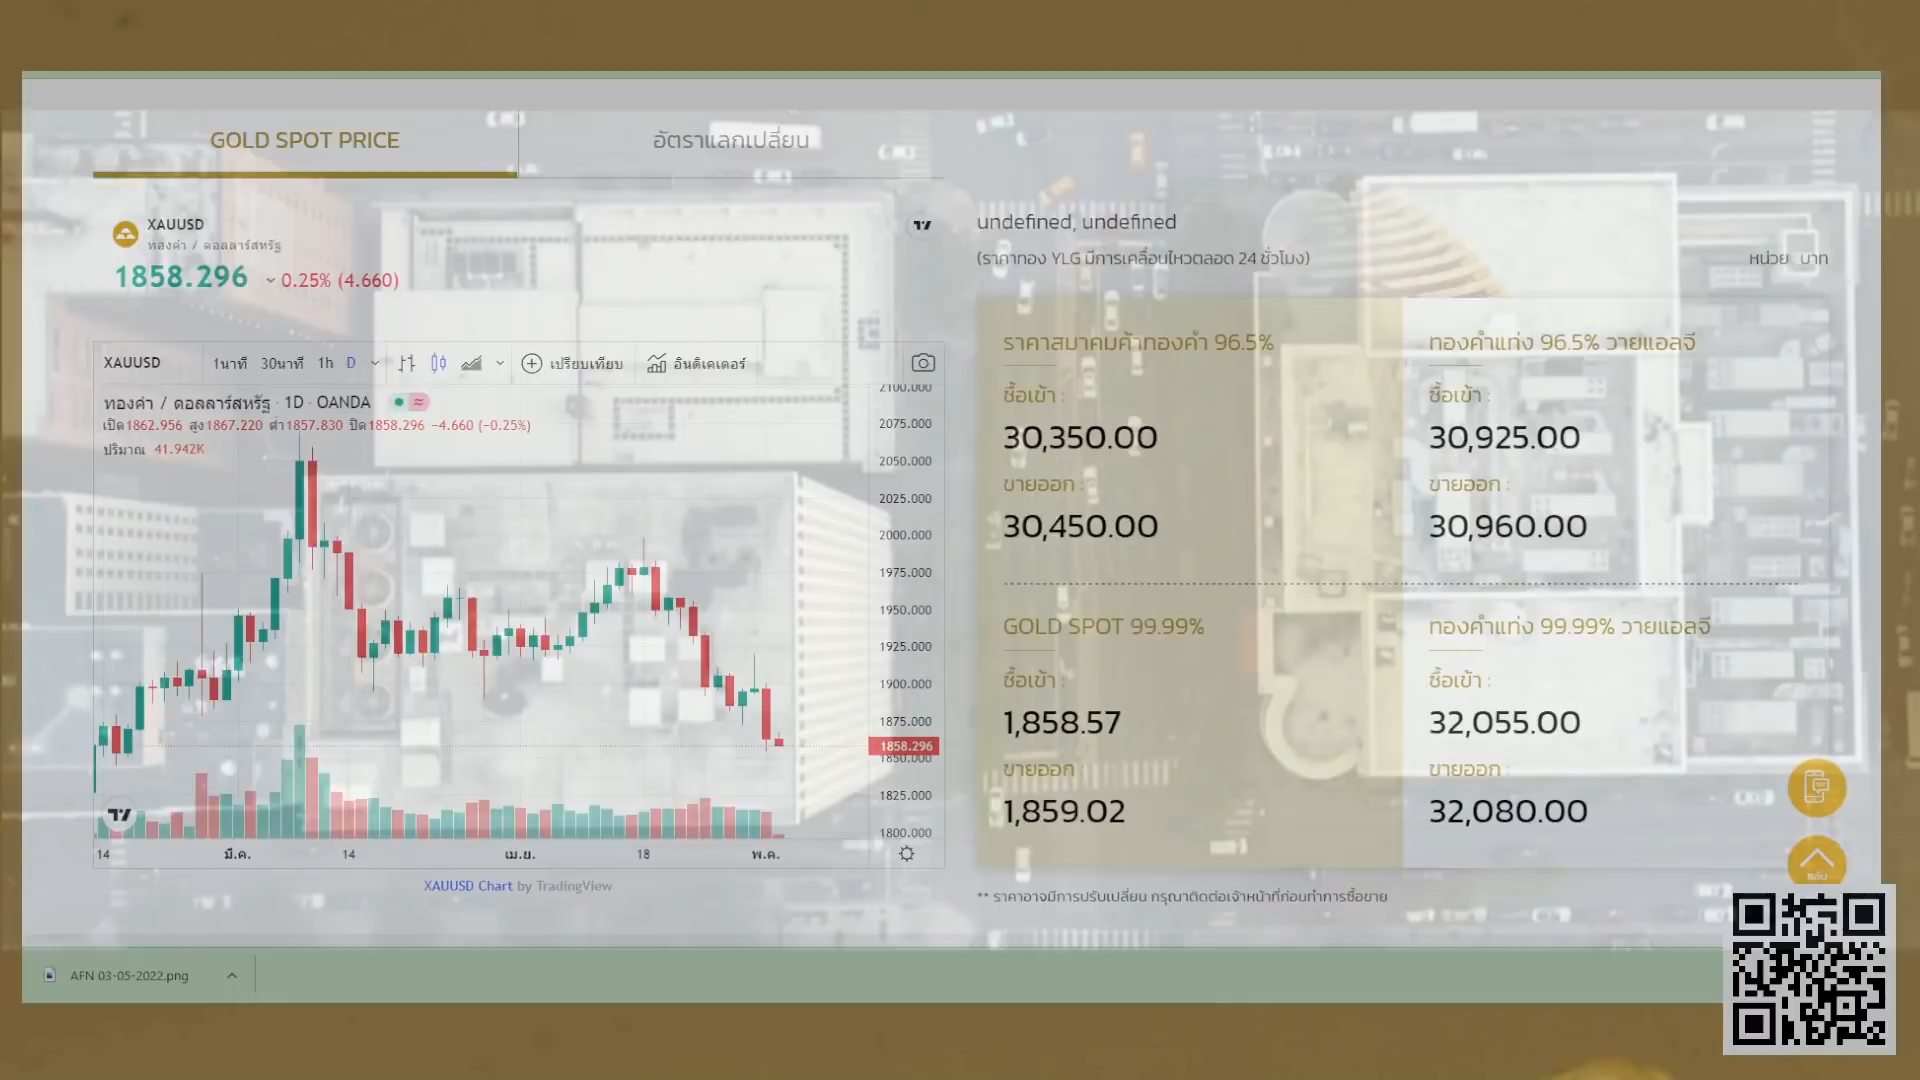 GOLD SPOT PRICE
อัตราแลกเปลี่ยน
XAUUSD
ทองคำ / ดอลลาร์สหรัฐ
1858.296 0.25% (4.660)
XAUUSD 1นาที 30นาที 1h D เปรียบเทียบ อินดิเคเตอร์
ทองคำ / ดอลลาร์สหรัฐ · 1D · OANDA
เปิด1862.956 สูง1867.220 ต่ำ1857.830 ปิด1858.296 −4.660 (−0.25%)
ปริมาณ 41.942K
2100.000
2075.000
2050.000
2025.000
2000.000
1975.000
1950.000
1925.000
1900.000
1875.000
1858.296
1850.000
1825.000
1800.000
14 มี.ค. 14 เม.ย. 18 พ.ค.
XAUUSD Chart by TradingView
undefined, undefined
(ราคาทอง YLG มีการเคลื่อนไหวตลอด 24 ชั่วโมง)
หน่วย บาท
ราคาสมาคมค้าทองคำ 96.5%
ซื้อเข้า :
30,350.00
ขายออก :
30,450.00
ทองคำแท่ง 96.5% วายแอลจี
ซื้อเข้า :
30,925.00
ขายออก :
30,960.00
GOLD SPOT 99.99%
ซื้อเข้า :
1,858.57
ขายออก :
1,859.02
ทองคำแท่ง 99.99% วายแอลจี
ซื้อเข้า :
32,055.00
ขายออก :
32,080.00
** ราคาอาจมีการปรับเปลี่ยน กรุณาติดต่อเจ้าหน้าที่ก่อนทำการซื้อขาย
AFN 03-05-2022.png